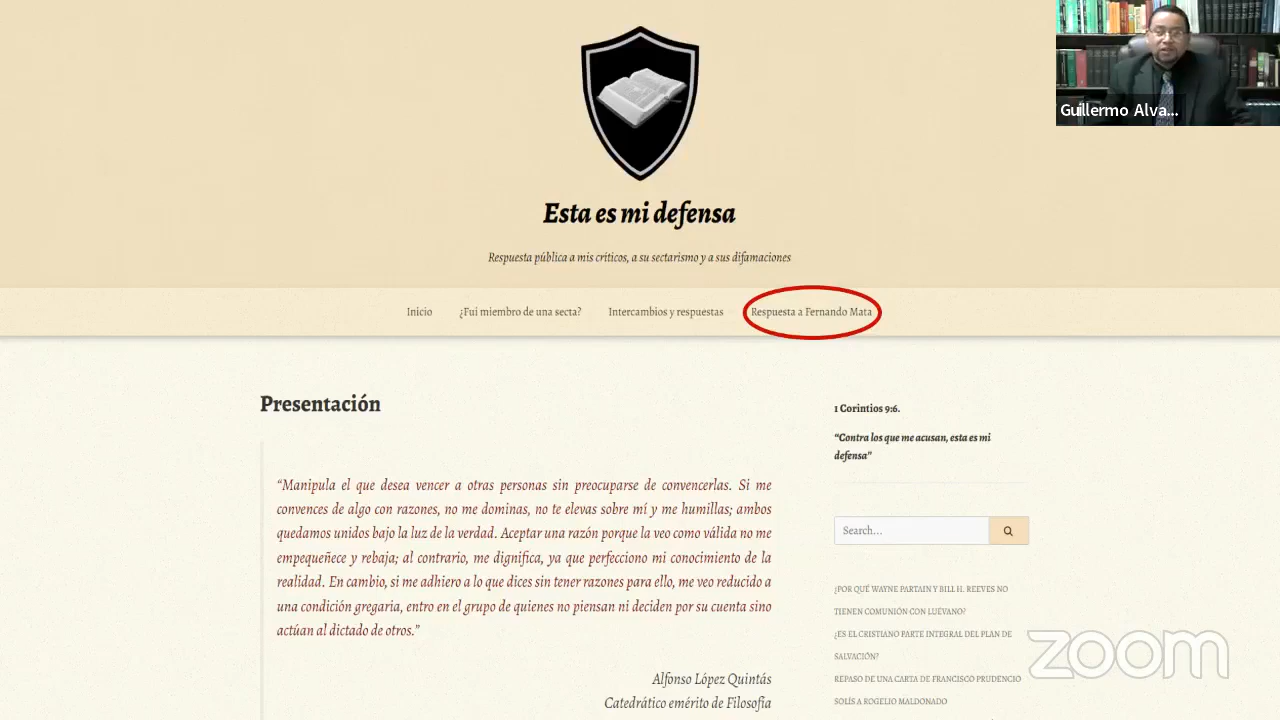 Guillermo Alva...
Esta es mi defensa
Respuesta pública a mis críticos, a su sectarismo y a sus difamaciones
Inicio ¿Fui miembro de una secta? Intercambios y respuestas Respuesta a Fernando Mata
Presentación
“Manipula el que desea vencer a otras personas sin preocuparse de convencerlas. Si me
convences de algo con razones, no me dominas, no te elevas sobre mí y me humillas; ambos
quedamos unidos bajo la luz de la verdad. Aceptar una razón porque la veo como válida no me
empequeñece y rebaja; al contrario, me dignifica, ya que perfecciono mi conocimiento de la
realidad. En cambio, si me adhiero a lo que dices sin tener razones para ello, me veo reducido a
una condición gregaria, entro en el grupo de quienes no piensan ni deciden por su cuenta sino
actúan al dictado de otros.”
Alfonso López Quintás
Catedrático emérito de Filosofía
1 Corintios 9:6.
“Contra los que me acusan, esta es mi
defensa”
Search...
¿POR QUÉ WAYNE PARTAIN Y BILL H. REEVES NO
TIENEN COMUNIÓN CON LUÉVANO?
¿ES EL CRISTIANO PARTE INTEGRAL DEL PLAN DE
SALVACIÓN?
REPASO DE UNA CARTA DE FRANCISCO PRUDENCIO
SOLÍS A ROGELIO MALDONADO
zoom